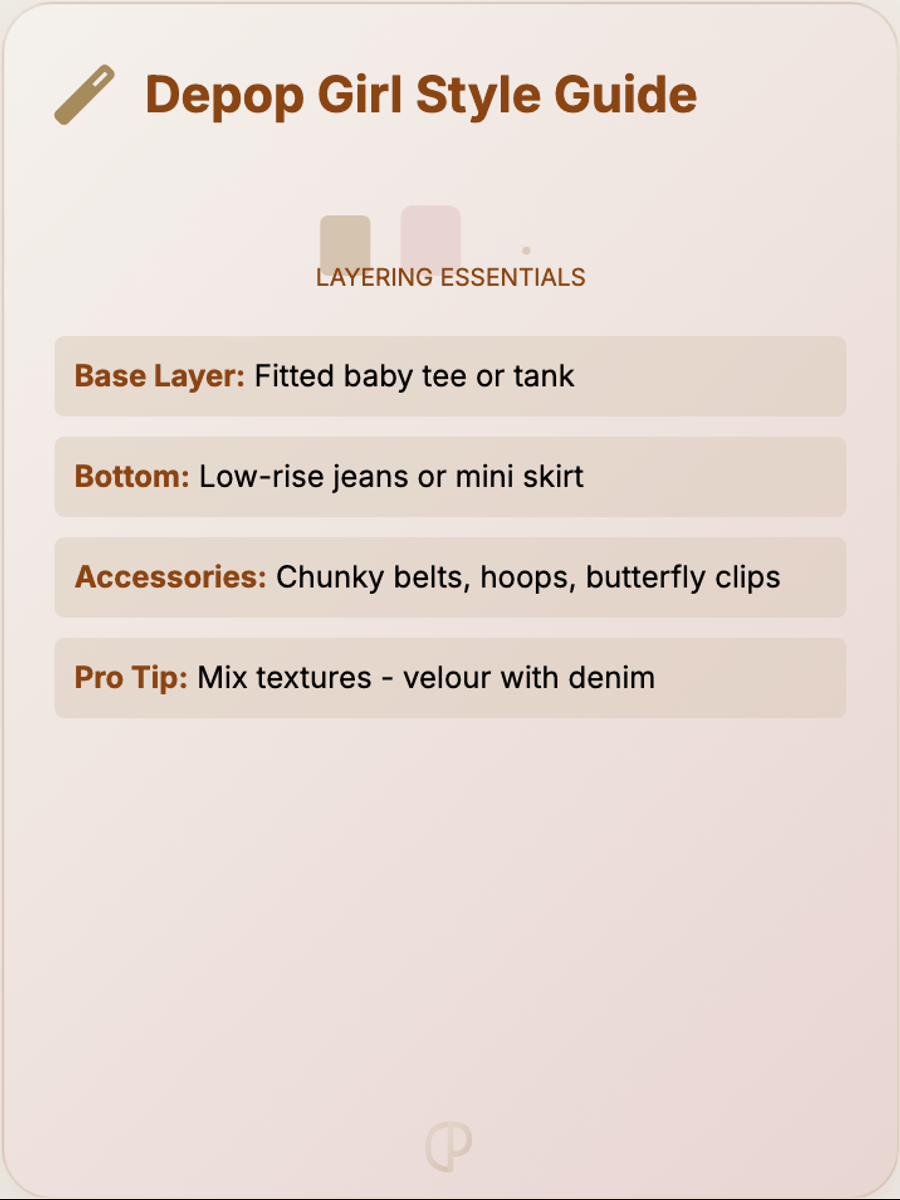 Depop Girl Style Guide
LAYERING ESSENTIALS
Base Layer: Fitted baby tee or tank
Bottom: Low-rise jeans or mini skirt
Accessories: Chunky belts, hoops, butterfly clips
Pro Tip: Mix textures - velour with denim